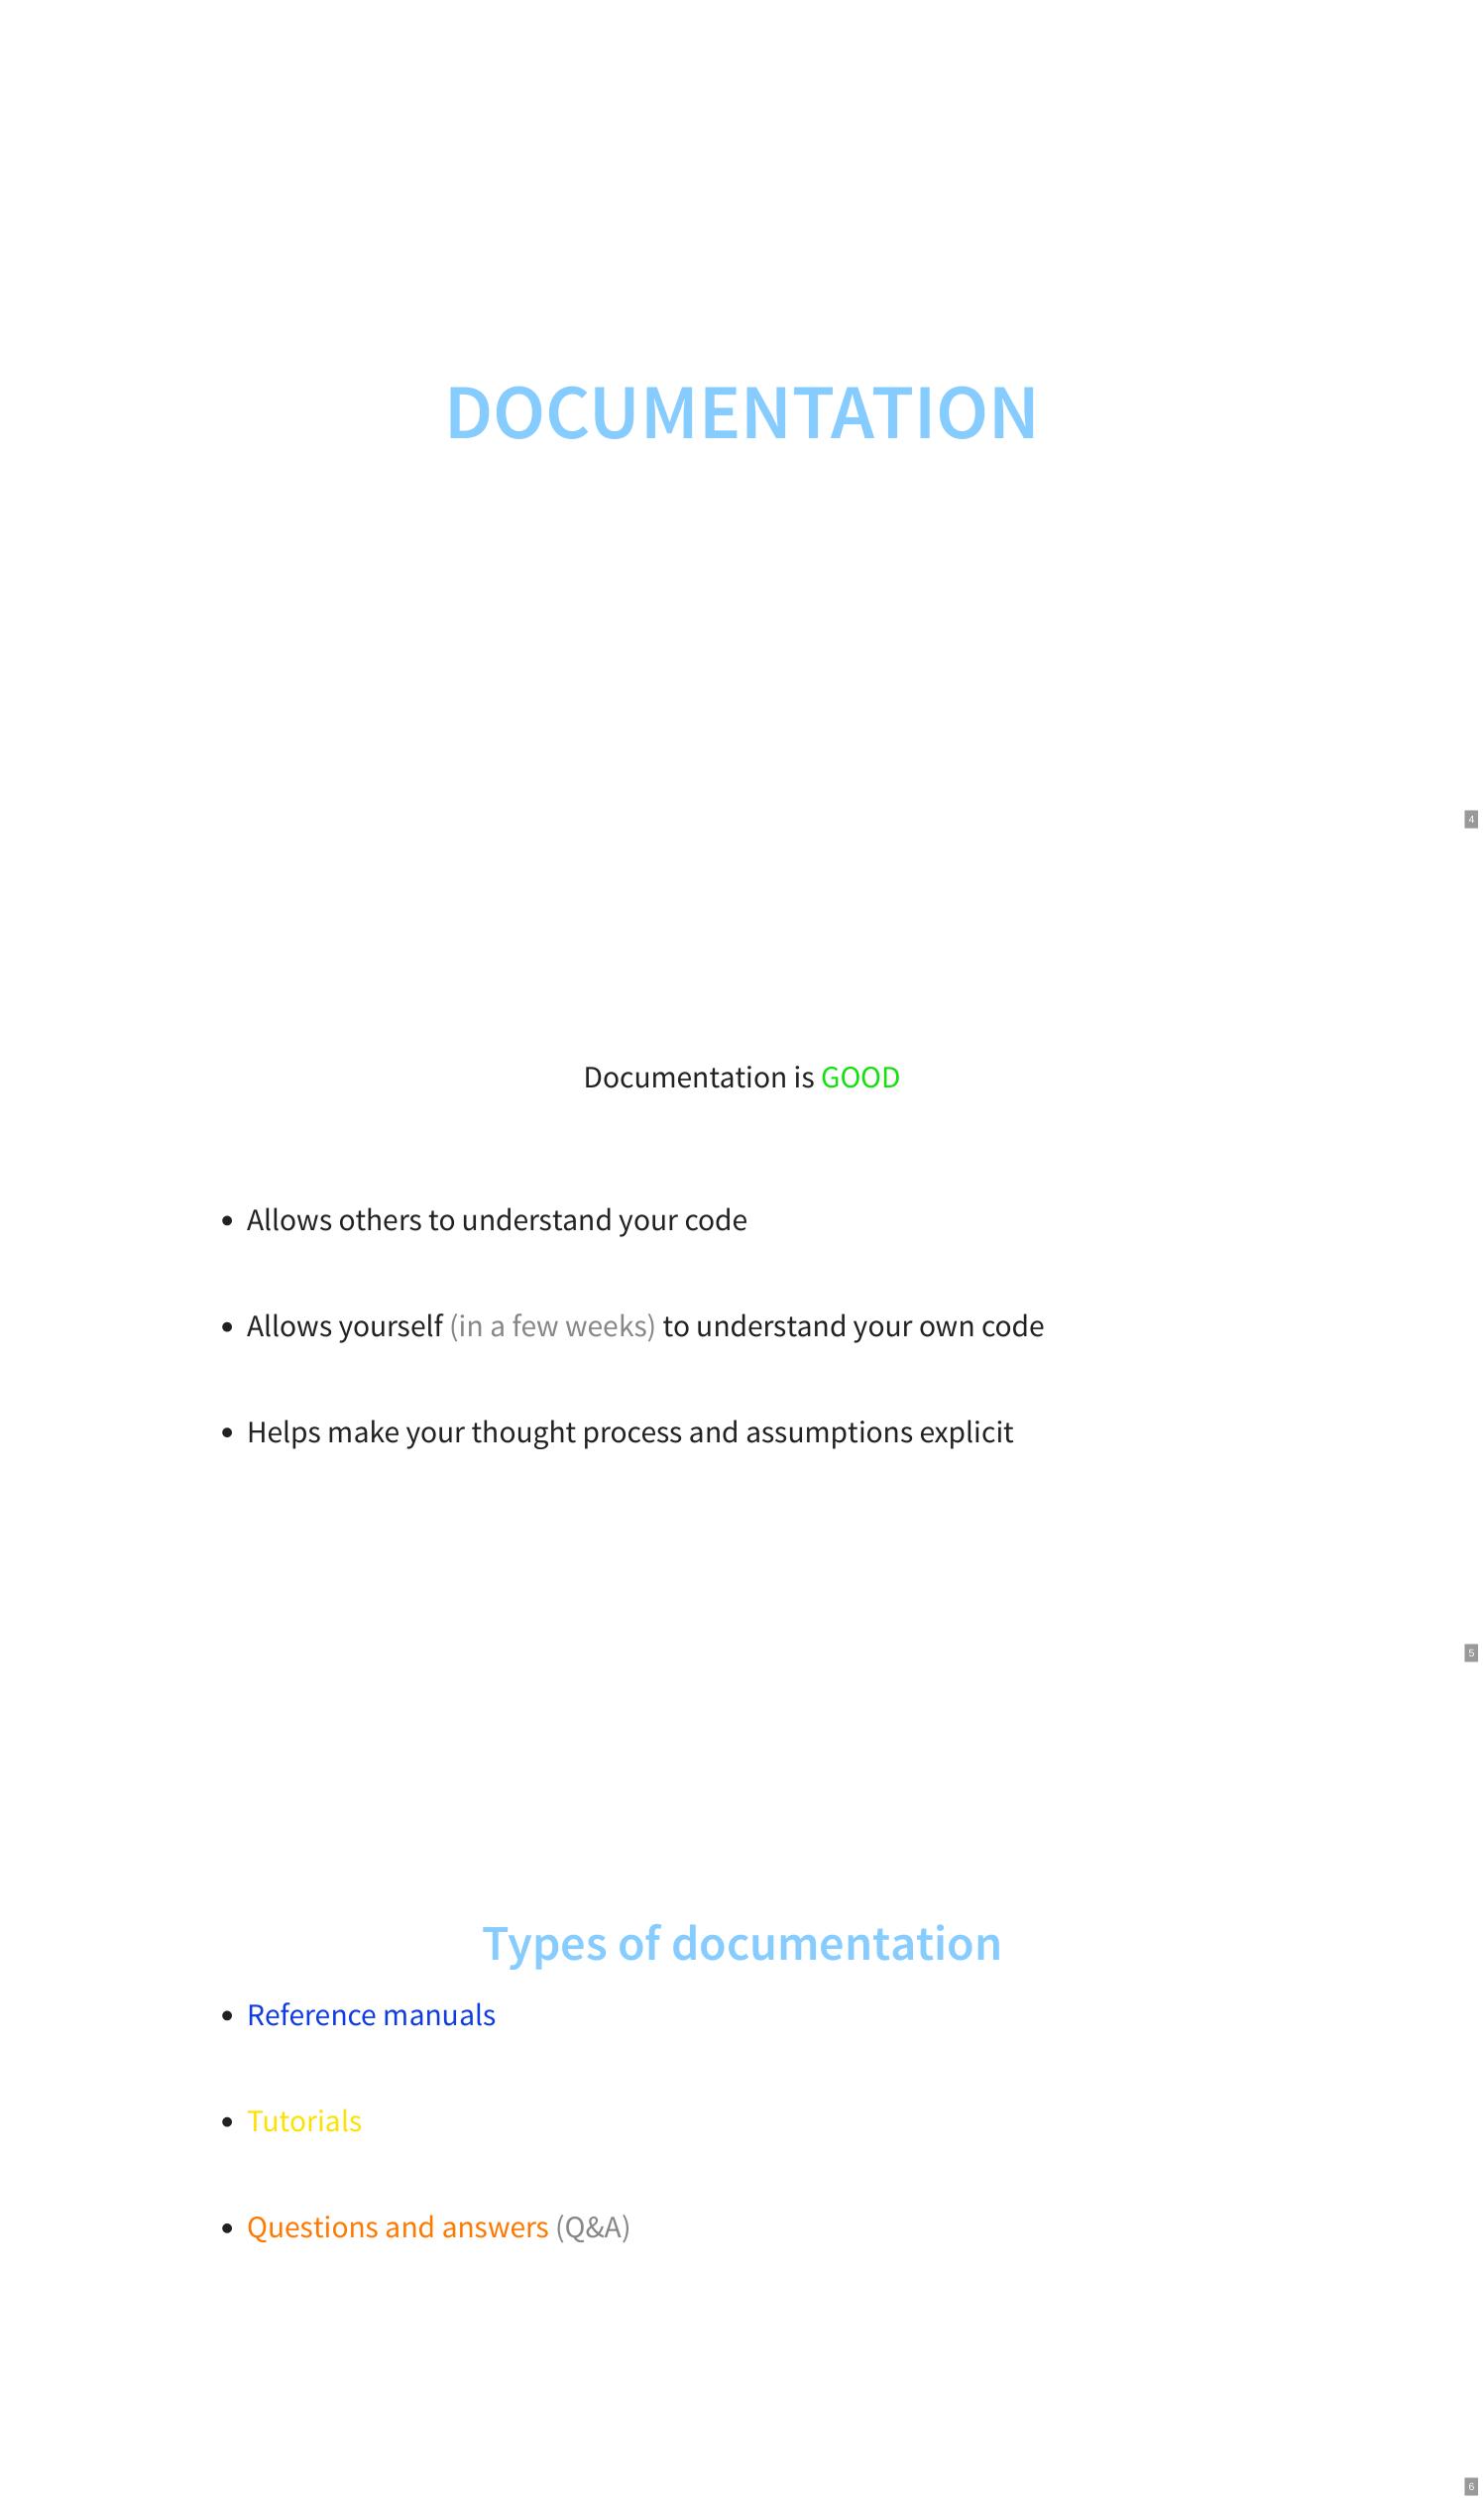 DOCUMENTATION
4
Documentation is GOOD
• Allows others to understand your code
• Allows yourself (in a few weeks) to understand your own code
• Helps make your thought process and assumptions explicit
5
Types of documentation
• Reference manuals
• Tutorials
• Questions and answers (Q&A)
6